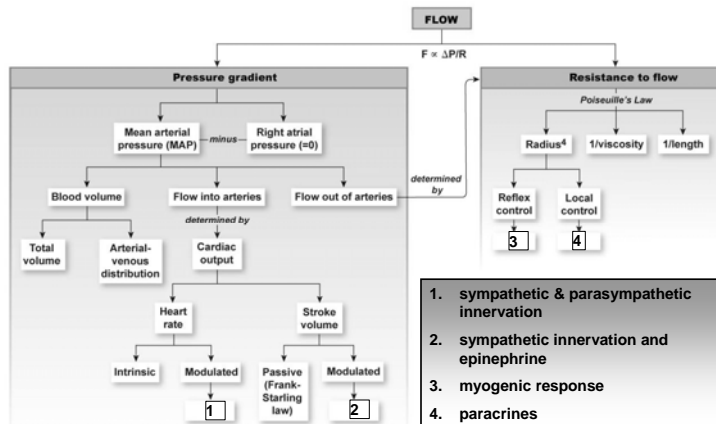 FLOW
F ∝ ΔP/R
Pressure gradient
Resistance to flow
Poiseuille's Law
Mean arterial
pressure (MAP)
minus
Right atrial
pressure (=0)
Radius4
1/viscosity
1/length
determined
by
Blood volume
Flow into arteries
Flow out of arteries
Reflex
control
Local
control
determined by
3
4
Total
volume
Arterial-
venous
distribution
Cardiac
output
Heart
rate
Stroke
volume
Intrinsic
Modulated
Passive
(Frank-
Starling
law)
Modulated
1
2
1. sympathetic & parasympathetic
innervation
2. sympathetic innervation and
epinephrine
3. myogenic response
4. paracrines